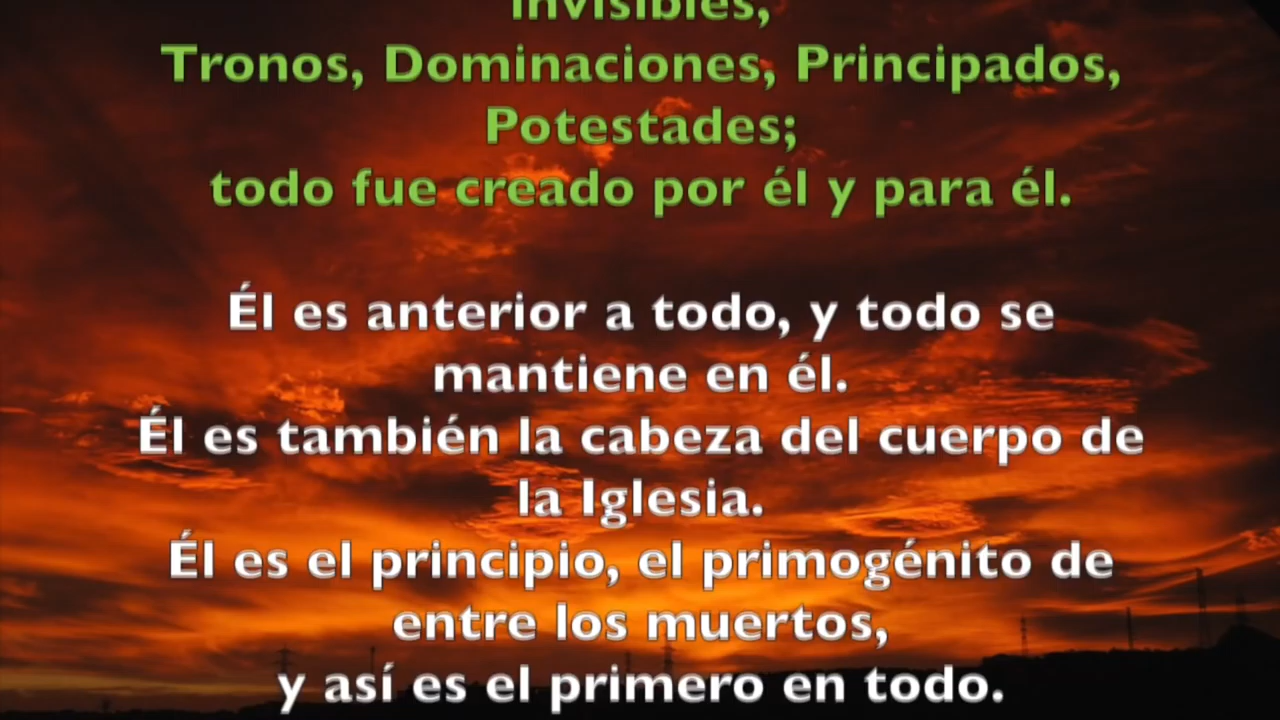 invisibles,
Tronos, Dominaciones, Principados,
Potestades;
todo fue creado por él y para él.
Él es anterior a todo, y todo se
mantiene en él.
Él es también la cabeza del cuerpo de
la Iglesia.
Él es el principio, el primogénito de
entre los muertos,
y así es el primero en todo.